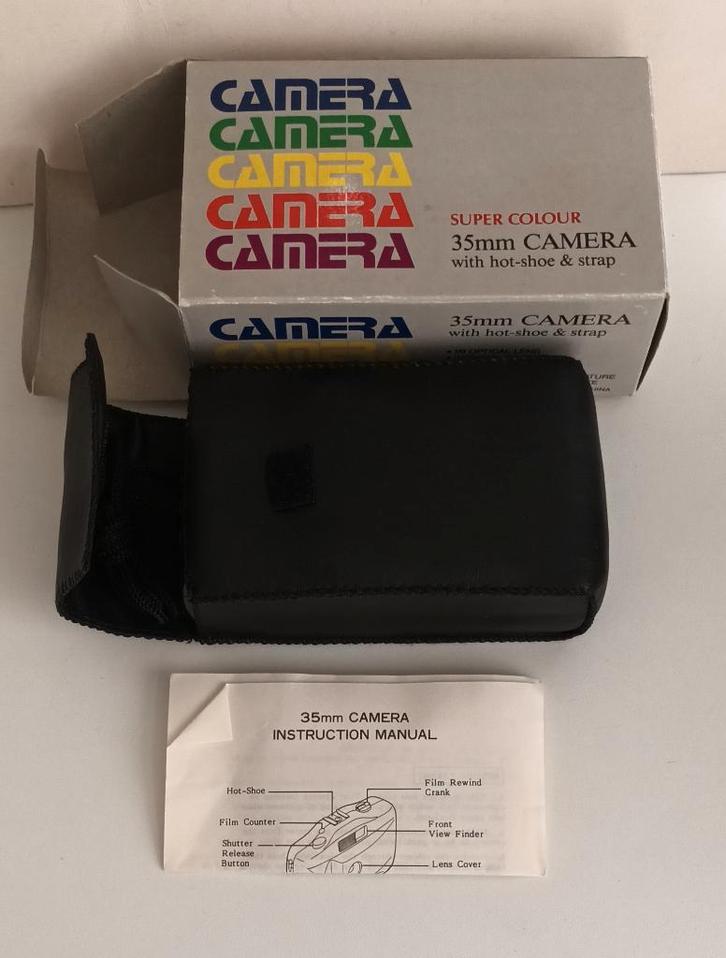 CAMERA
CAMERA
CAMERA
CAMERA
CAMERA
SUPER COLOUR
35mm CAMERA
with hot-shoe & strap
CAMERA
35mm CAMERA
with hot-shoe & strap
OPTICAL LENS
35mm CAMERA
INSTRUCTION MANUAL
Hot-Shoe
Film Rewind
Crank
Film Counter
Front
View Finder
Shutter
Release
Button
Lens Cover